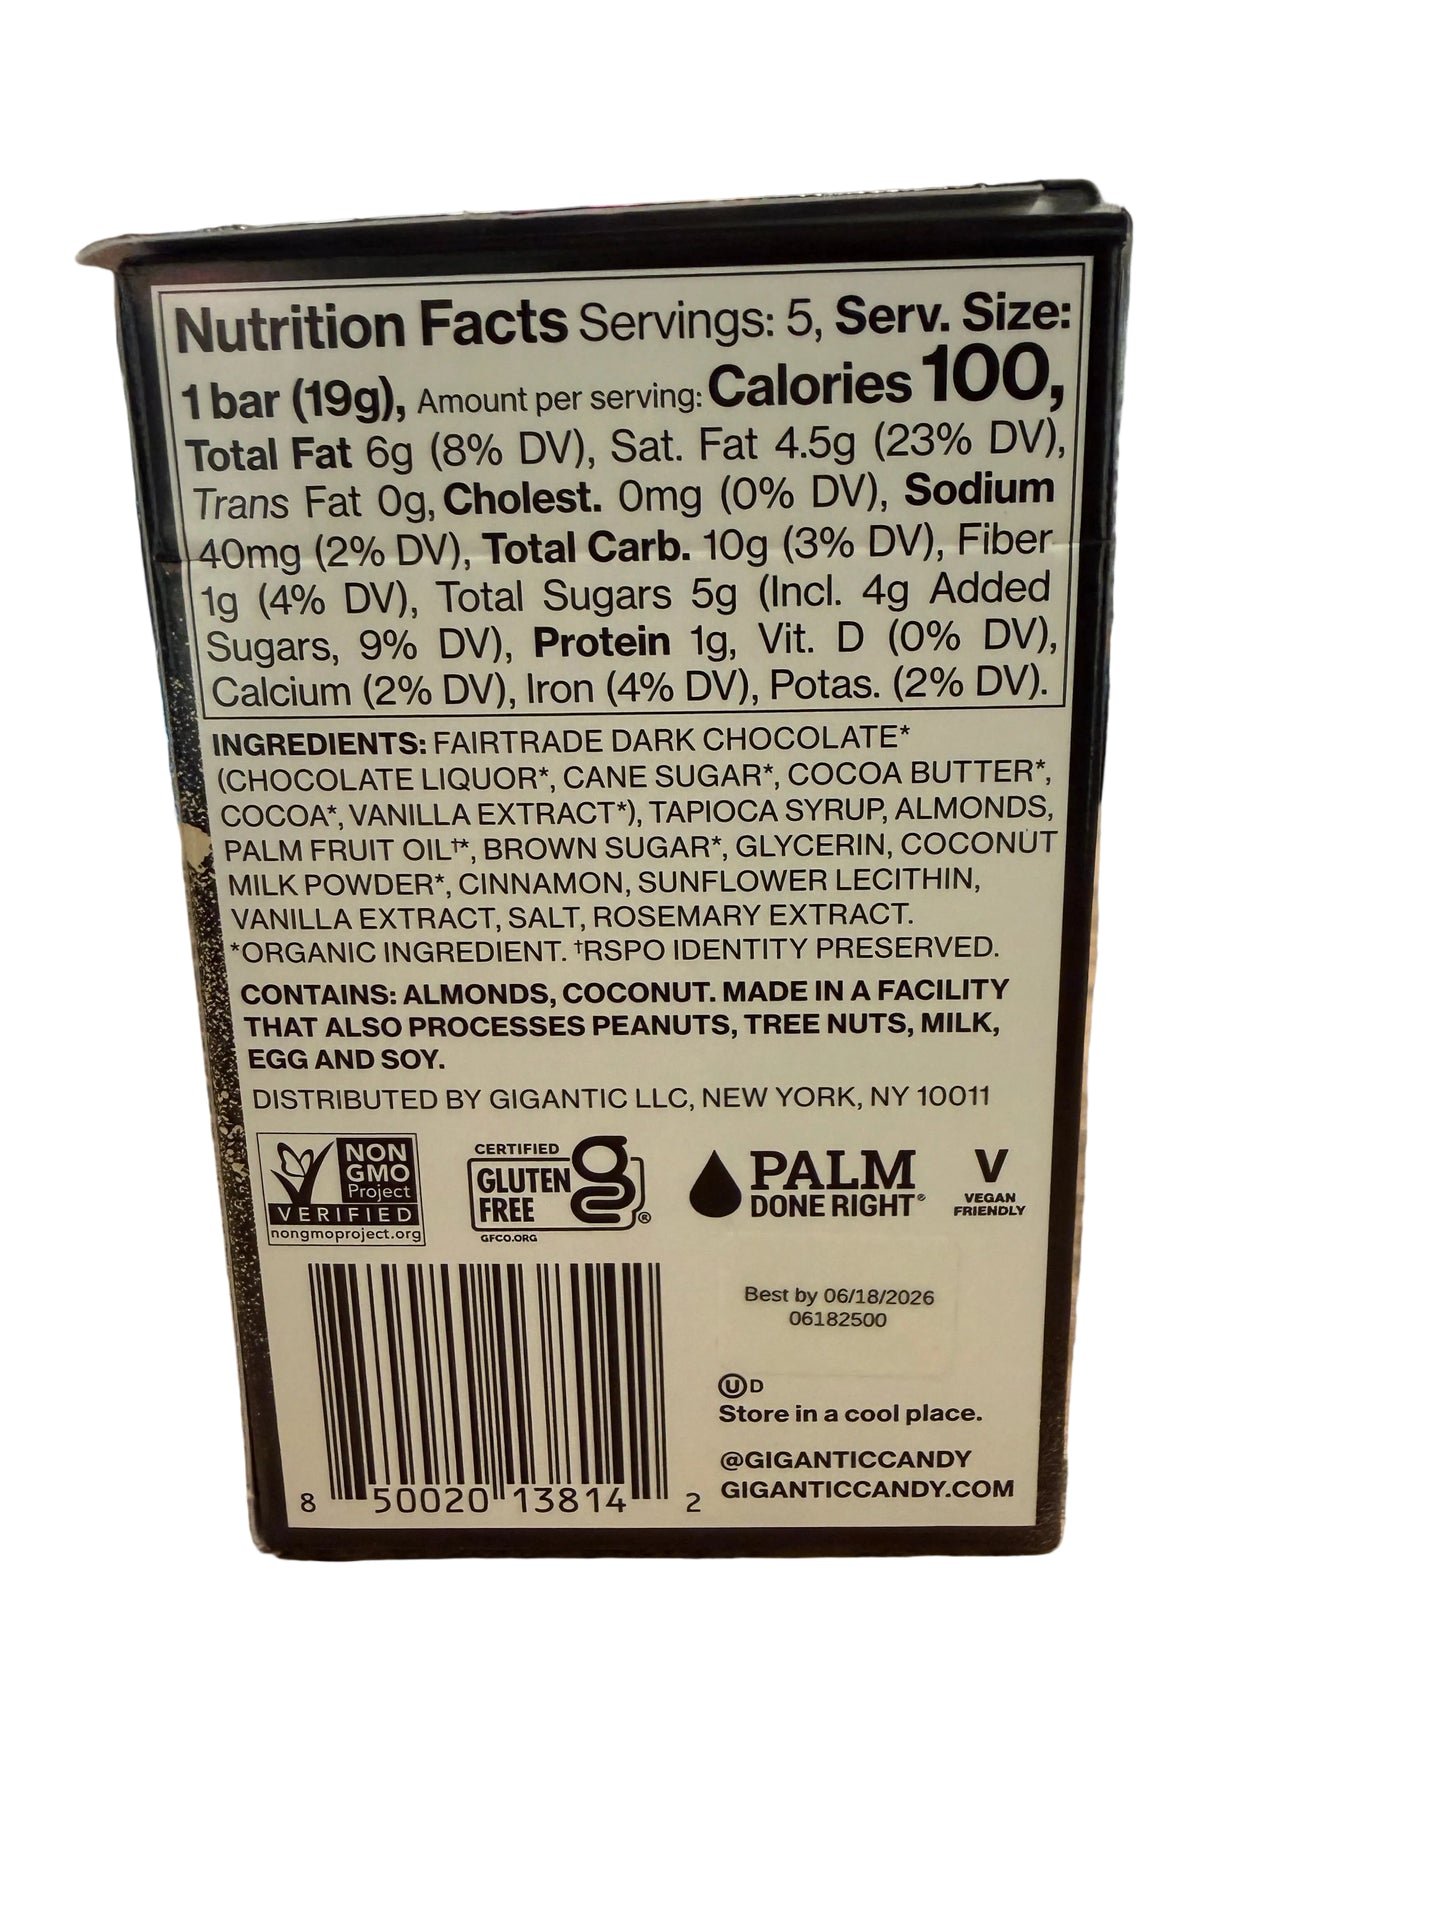 Nutrition Facts Servings: 5, Serv. Size:
1 bar (19g), Amount per serving: Calories 100,
Total Fat 6g (8% DV), Sat. Fat 4.5g (23% DV),
Trans Fat 0g, Cholest. 0mg (0% DV), Sodium
40mg (2% DV), Total Carb. 10g (3% DV), Fiber
1g (4% DV), Total Sugars 5g (Incl. 4g Added
Sugars, 9% DV), Protein 1g, Vit. D (0% DV),
Calcium (2% DV), Iron (4% DV), Potas. (2% DV).
INGREDIENTS: FAIRTRADE DARK CHOCOLATE*
(CHOCOLATE LIQUOR*, CANE SUGAR*, COCOA BUTTER*,
COCOA*, VANILLA EXTRACT*), TAPIOCA SYRUP, ALMONDS,
PALM FRUIT OIL†*, BROWN SUGAR*, GLYCERIN, COCONUT
MILK POWDER*, CINNAMON, SUNFLOWER LECITHIN,
VANILLA EXTRACT, SALT, ROSEMARY EXTRACT.
*ORGANIC INGREDIENT. †RSPO IDENTITY PRESERVED.
CONTAINS: ALMONDS, COCONUT. MADE IN A FACILITY
THAT ALSO PROCESSES PEANUTS, TREE NUTS, MILK,
EGG AND SOY.
DISTRIBUTED BY GIGANTIC LLC, NEW YORK, NY 10011
NON
GMO
Project
VERIFIED
nongmoproject.org
CERTIFIED
GLUTEN
FREE
®
GFCO.ORG
PALM
DONE RIGHT®
V
VEGAN
FRIENDLY
Best by 06/18/2026
06182500
U D
Store in a cool place.
@GIGANTICCANDY
GIGANTICCANDY.COM
8 50020 13814 2